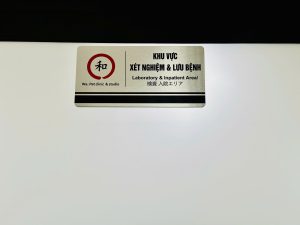 和
Wa. Pet clinic & studio
KHU VỰC
XÉT NGHIỆM & LƯU BỆNH
Laboratory & Inpatient Area/
検査 入院エリア